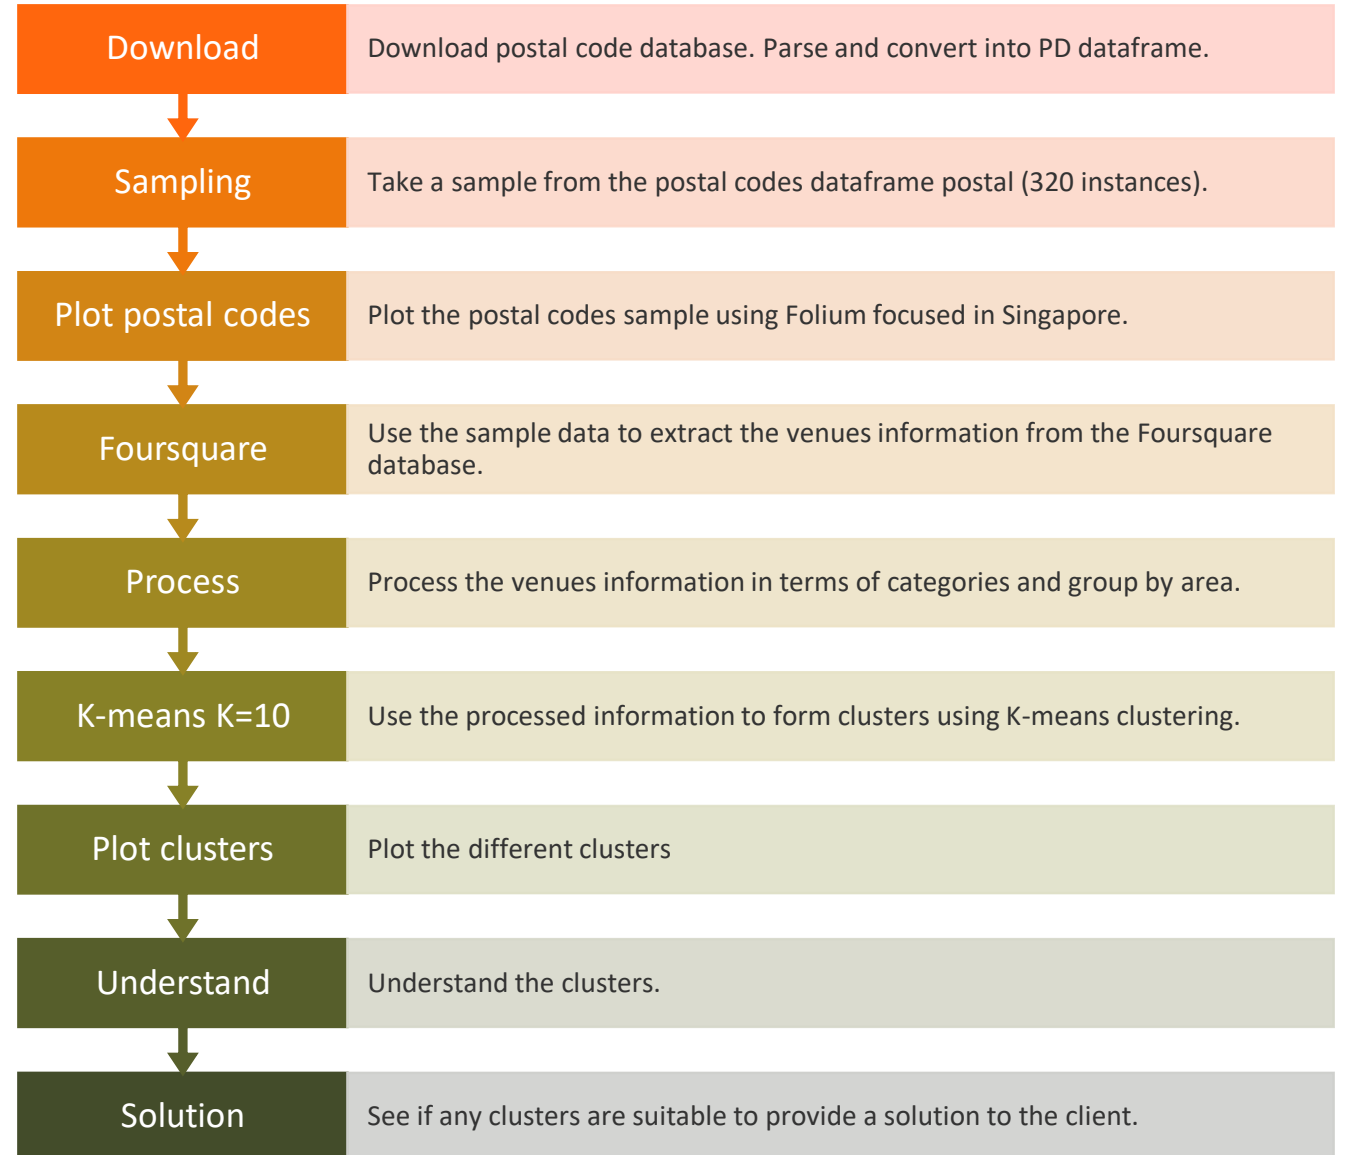 Download
Download postal code database. Parse and convert into PD dataframe.
Sampling
Take a sample from the postal codes dataframe postal (320 instances).
Plot postal codes
Plot the postal codes sample using Folium focused in Singapore.
Foursquare
Use the sample data to extract the venues information from the Foursquare
database.
Process
Process the venues information in terms of categories and group by area.
K-means K=10
Use the processed information to form clusters using K-means clustering.
Plot clusters
Plot the different clusters
Understand
Understand the clusters.
Solution
See if any clusters are suitable to provide a solution to the client.